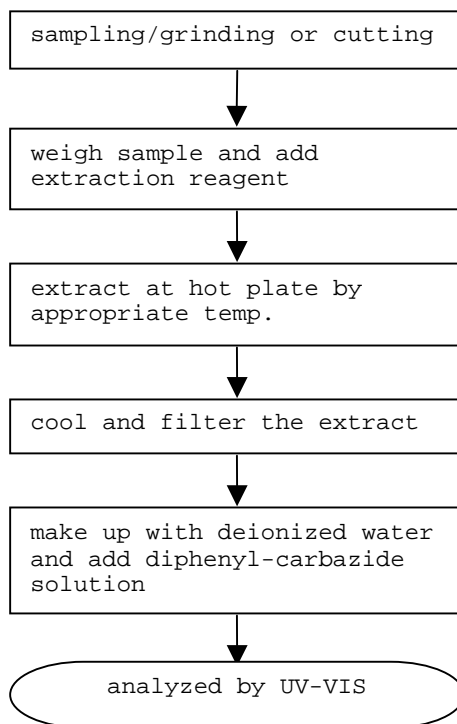 sampling/grinding or cutting
weigh sample and add
extraction reagent
extract at hot plate by
appropriate temp.
cool and filter the extract
make up with deionized water
and add diphenyl-carbazide
solution
analyzed by UV-VIS